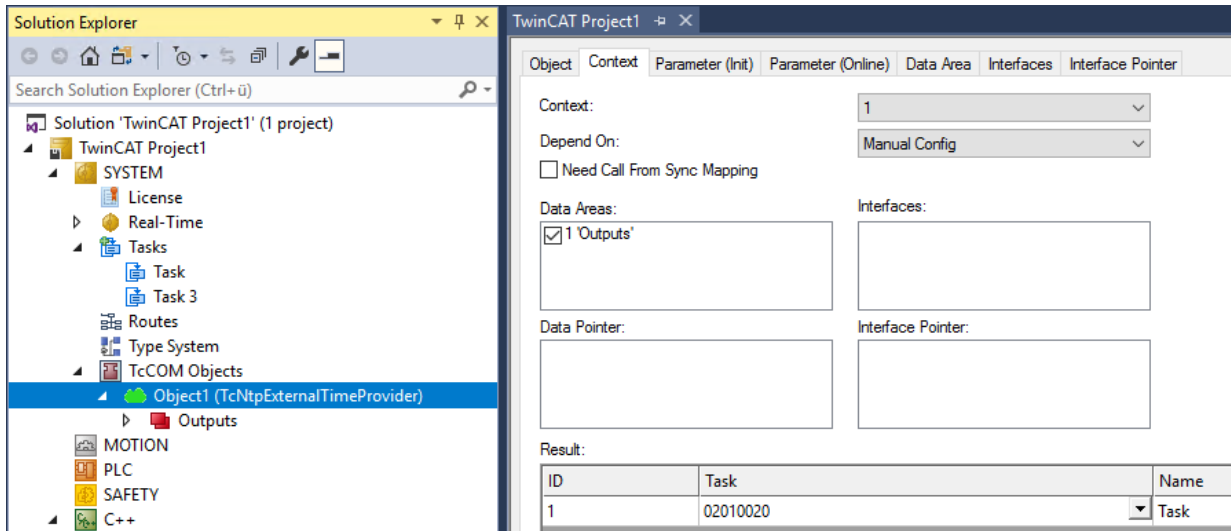 Solution Explorer
Search Solution Explorer (Ctrl+ü)
Solution 'TwinCAT Project1' (1 project)
TwinCAT Project1
SYSTEM
License
Real-Time
Tasks
Task
Task 3
Routes
Type System
TcCOM Objects
Object1 (TcNtpExternalTimeProvider)
Outputs
MOTION
PLC
SAFETY
C++
TwinCAT Project1
Object Context Parameter (Init) Parameter (Online) Data Area Interfaces Interface Pointer
Context: 1
Depend On: Manual Config
Need Call From Sync Mapping
Data Areas: Interfaces:
1 'Outputs'
Data Pointer: Interface Pointer:
Result:
ID Task Name
1 02010020 Task